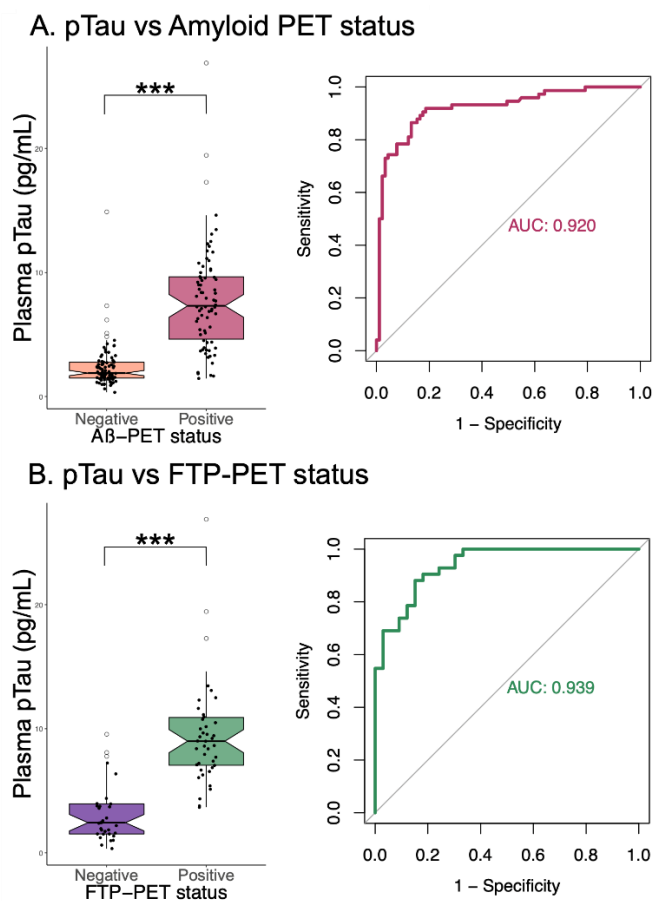 A. pTau vs Amyloid PET status
***
Plasma pTau (pg/mL)
20
10
0
Negative Positive
Aß−PET status
Sensitivity
0.0 0.2 0.4 0.6 0.8 1.0
AUC: 0.920
0.0 0.2 0.4 0.6 0.8 1.0
1 − Specificity
B. pTau vs FTP-PET status
***
Plasma pTau (pg/mL)
20
10
0
Negative Positive
FTP−PET status
Sensitivity
0.0 0.2 0.4 0.6 0.8 1.0
AUC: 0.939
0.0 0.2 0.4 0.6 0.8 1.0
1 − Specificity